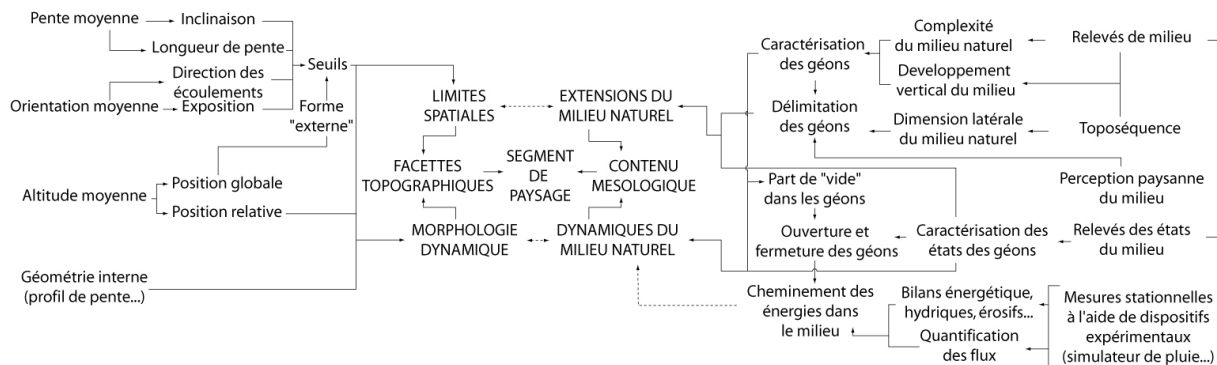 Pente moyenne
Inclinaison
Longueur de pente
Direction des
écoulements
Orientation moyenne
Exposition
Seuils
Forme
"externe"
Altitude moyenne
Position globale
Position relative
Géométrie interne
(profil de pente...)
LIMITES
SPATIALES
EXTENSIONS DU
MILIEU NATUREL
FACETTES
TOPOGRAPHIQUES
SEGMENT
DE
PAYSAGE
CONTENU
MESOLOGIQUE
MORPHOLOGIE
DYNAMIQUE
DYNAMIQUES DU
MILIEU NATUREL
Caractérisation
des géons
Complexité
du milieu naturel
Relevés de milieu
Developpement
vertical du milieu
Délimitation
des géons
Dimension latérale
du milieu naturel
Toposéquence
Part de "vide"
dans les géons
Perception paysanne
du milieu
Ouverture et
fermeture des géons
Caractérisation des
états des géons
Relevés des états
du milieu
Cheminement des
énergies dans
le milieu
Bilans énergétique,
hydriques, érosifs...
Quantification
des flux
Mesures stationnelles
à l'aide de dispositifs
expérimentaux
(simulateur de pluie...)